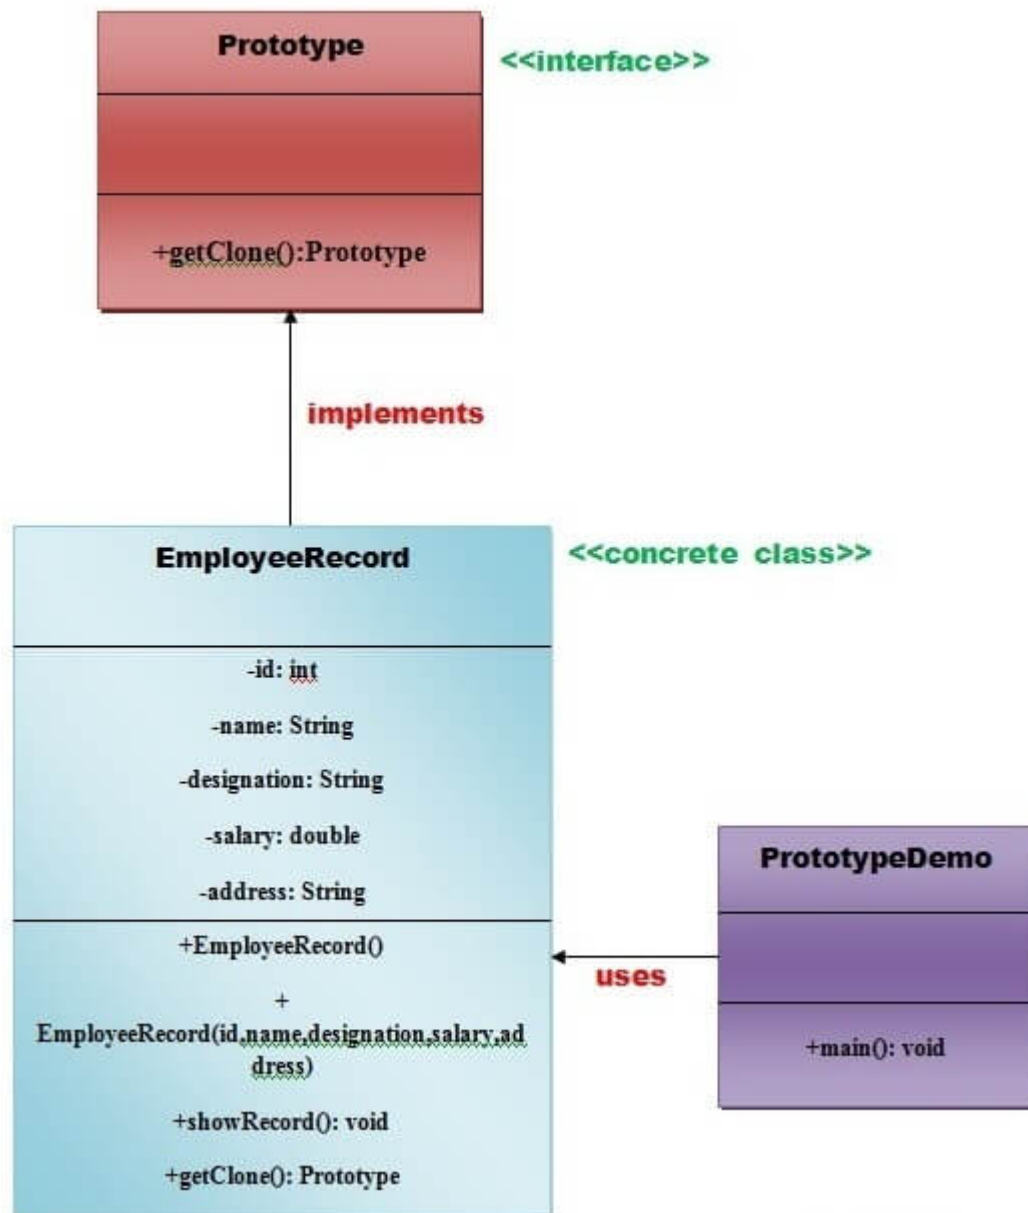 Prototype
<<interface>>
+getClone():Prototype
implements
EmployeeRecord
<<concrete class>>
-id: int
-name: String
-designation: String
-salary: double
-address: String
+EmployeeRecord()
+
EmployeeRecord(id,name,designation,salary,ad
dress)
+showRecord(): void
+getClone(): Prototype
uses
PrototypeDemo
+main(): void